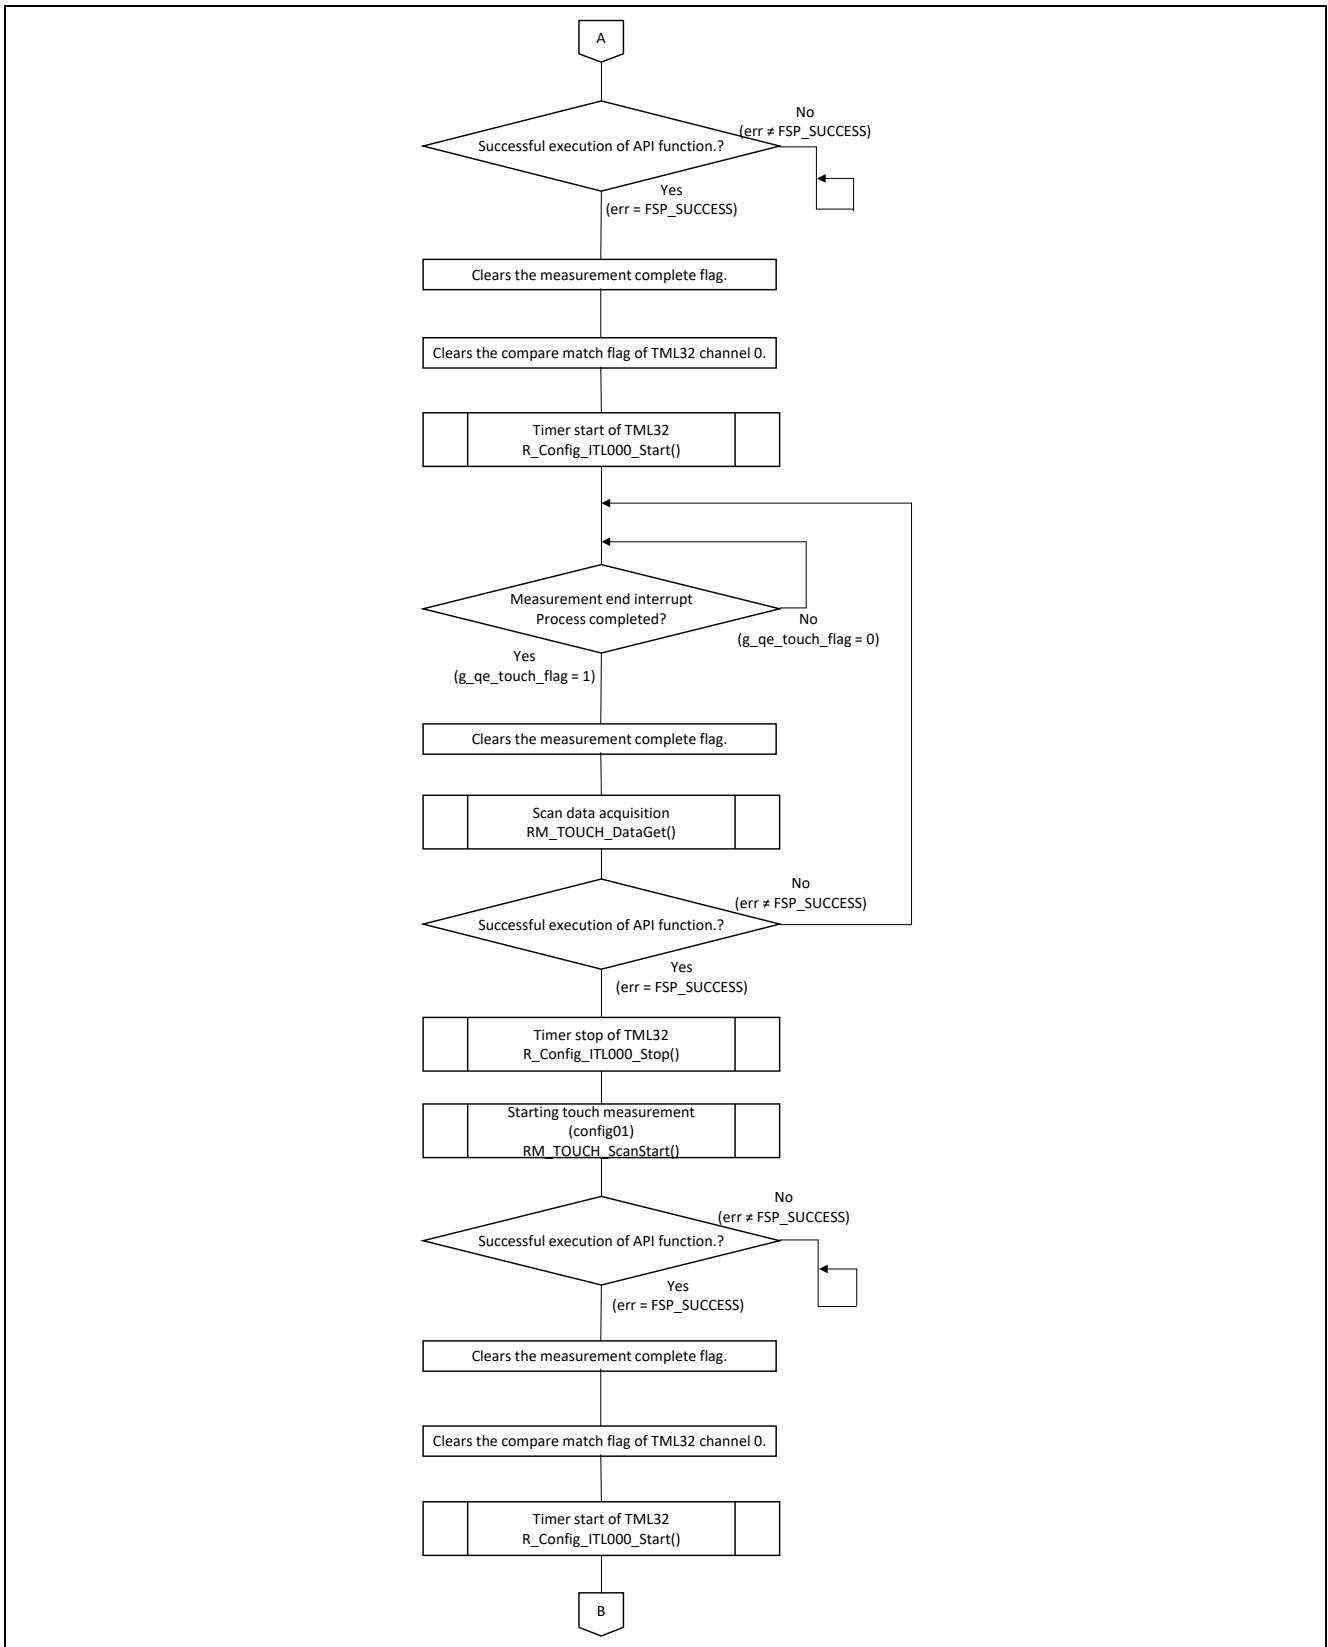 A
No
(err ≠ FSP_SUCCESS)
Successful execution of API function.?
Yes
(err = FSP_SUCCESS)
Clears the measurement complete flag.
Clears the compare match flag of TML32 channel 0.
Timer start of TML32
R_Config_ITL000_Start()
Measurement end interrupt
Process completed?
No
(g_qe_touch_flag = 0)
Yes
(g_qe_touch_flag = 1)
Clears the measurement complete flag.
Scan data acquisition
RM_TOUCH_DataGet()
No
(err ≠ FSP_SUCCESS)
Successful execution of API function.?
Yes
(err = FSP_SUCCESS)
Timer stop of TML32
R_Config_ITL000_Stop()
Starting touch measurement
(config01)
RM_TOUCH_ScanStart()
No
(err ≠ FSP_SUCCESS)
Successful execution of API function.?
Yes
(err = FSP_SUCCESS)
Clears the measurement complete flag.
Clears the compare match flag of TML32 channel 0.
Timer start of TML32
R_Config_ITL000_Start()
B